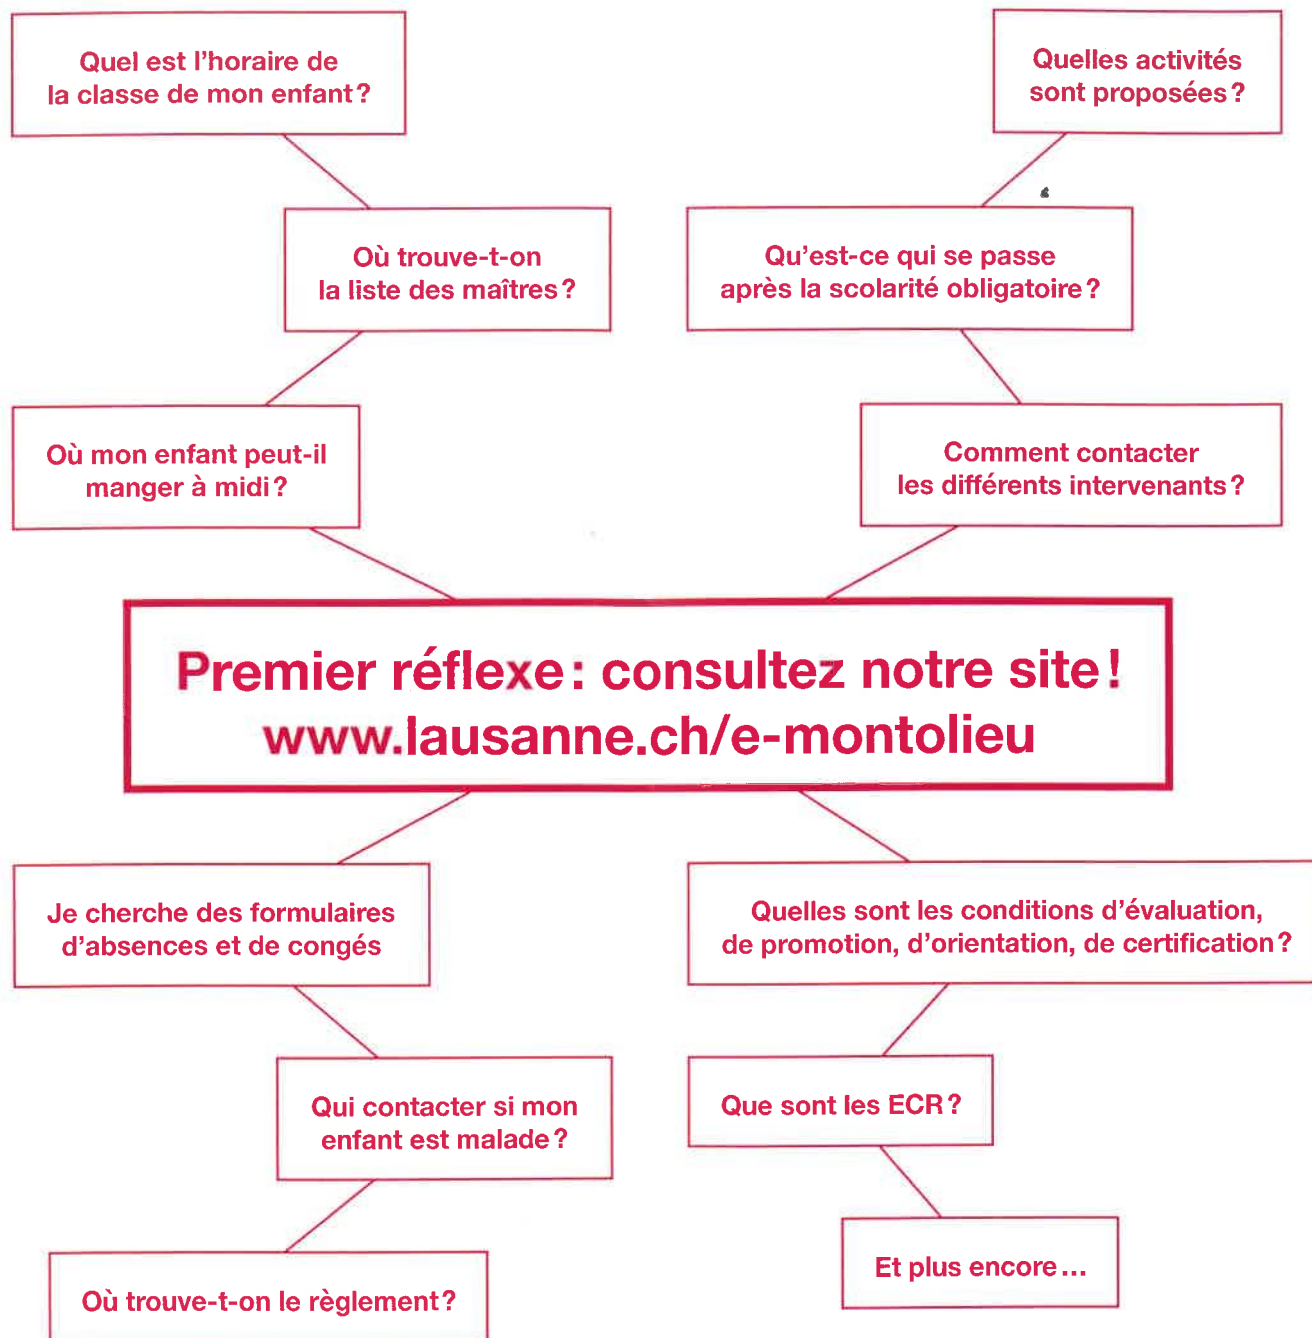 Quel est l'horaire de
la classe de mon enfant ?
Quelles activités
sont proposées ?
Où trouve-t-on
la liste des maîtres ?
Qu'est-ce qui se passe
après la scolarité obligatoire ?
Où mon enfant peut-il
manger à midi ?
Comment contacter
les différents intervenants ?
Premier réflexe : consultez notre site !
www.lausanne.ch/e-montolieu
Je cherche des formulaires
d'absences et de congés
Quelles sont les conditions d'évaluation,
de promotion, d'orientation, de certification ?
Qui contacter si mon
enfant est malade ?
Que sont les ECR ?
Où trouve-t-on le règlement ?
Et plus encore...